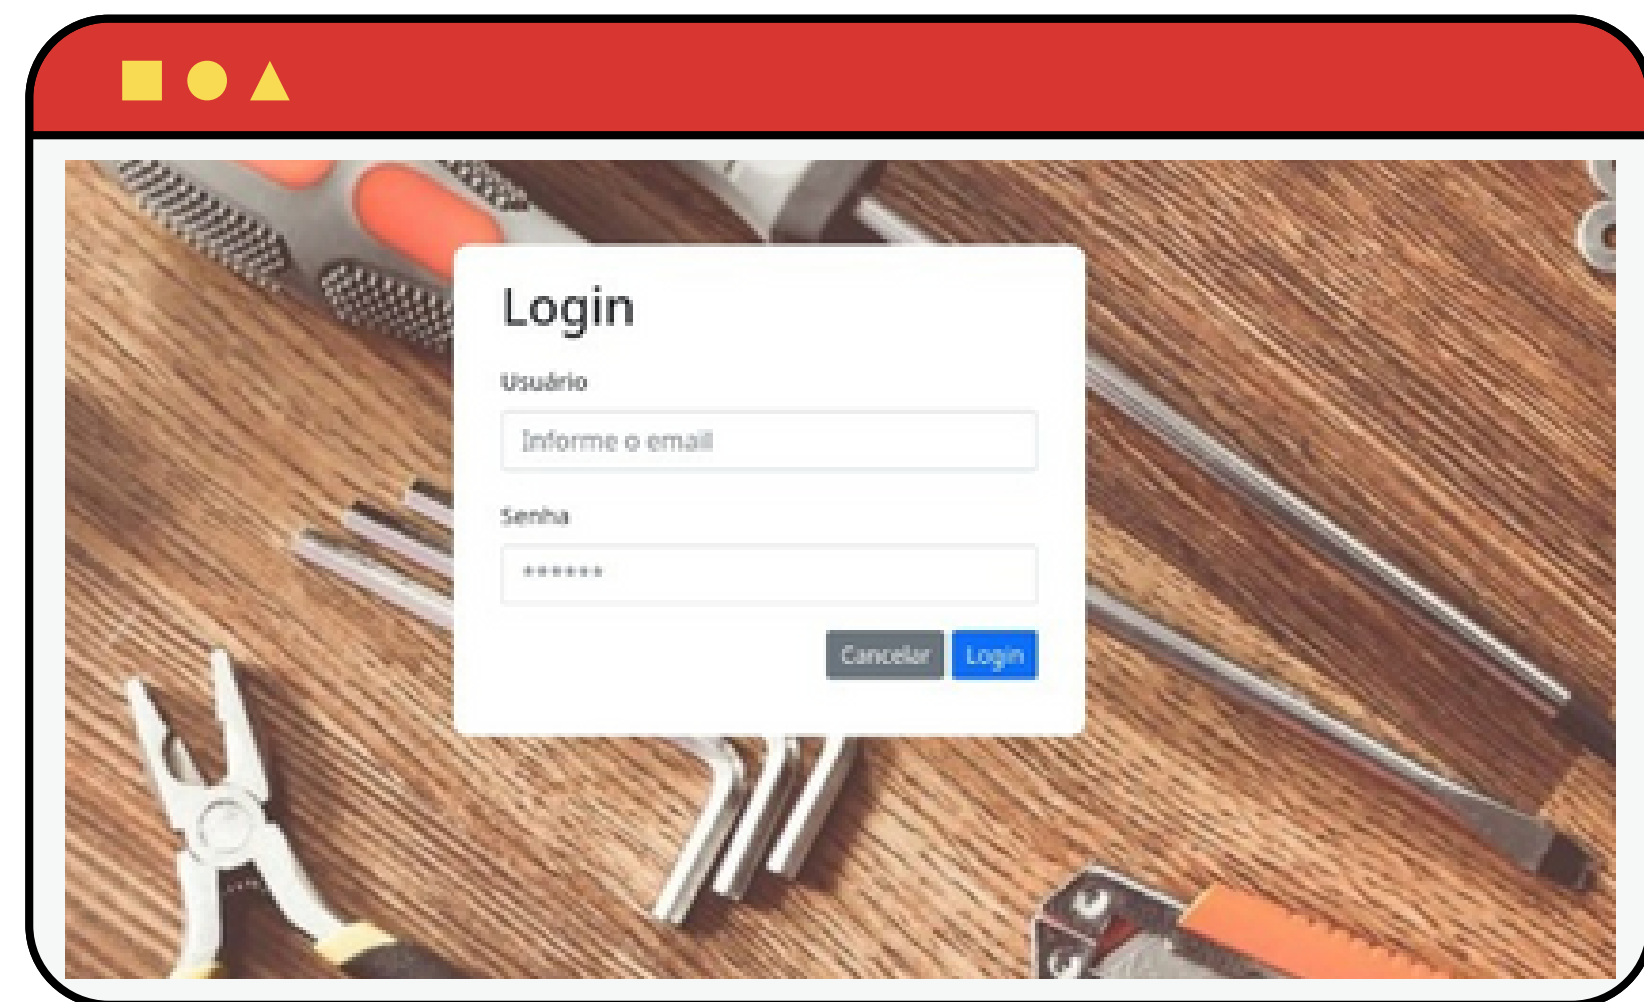 Login
Usuário
Informe o email
Senha
******
Cancelar Login